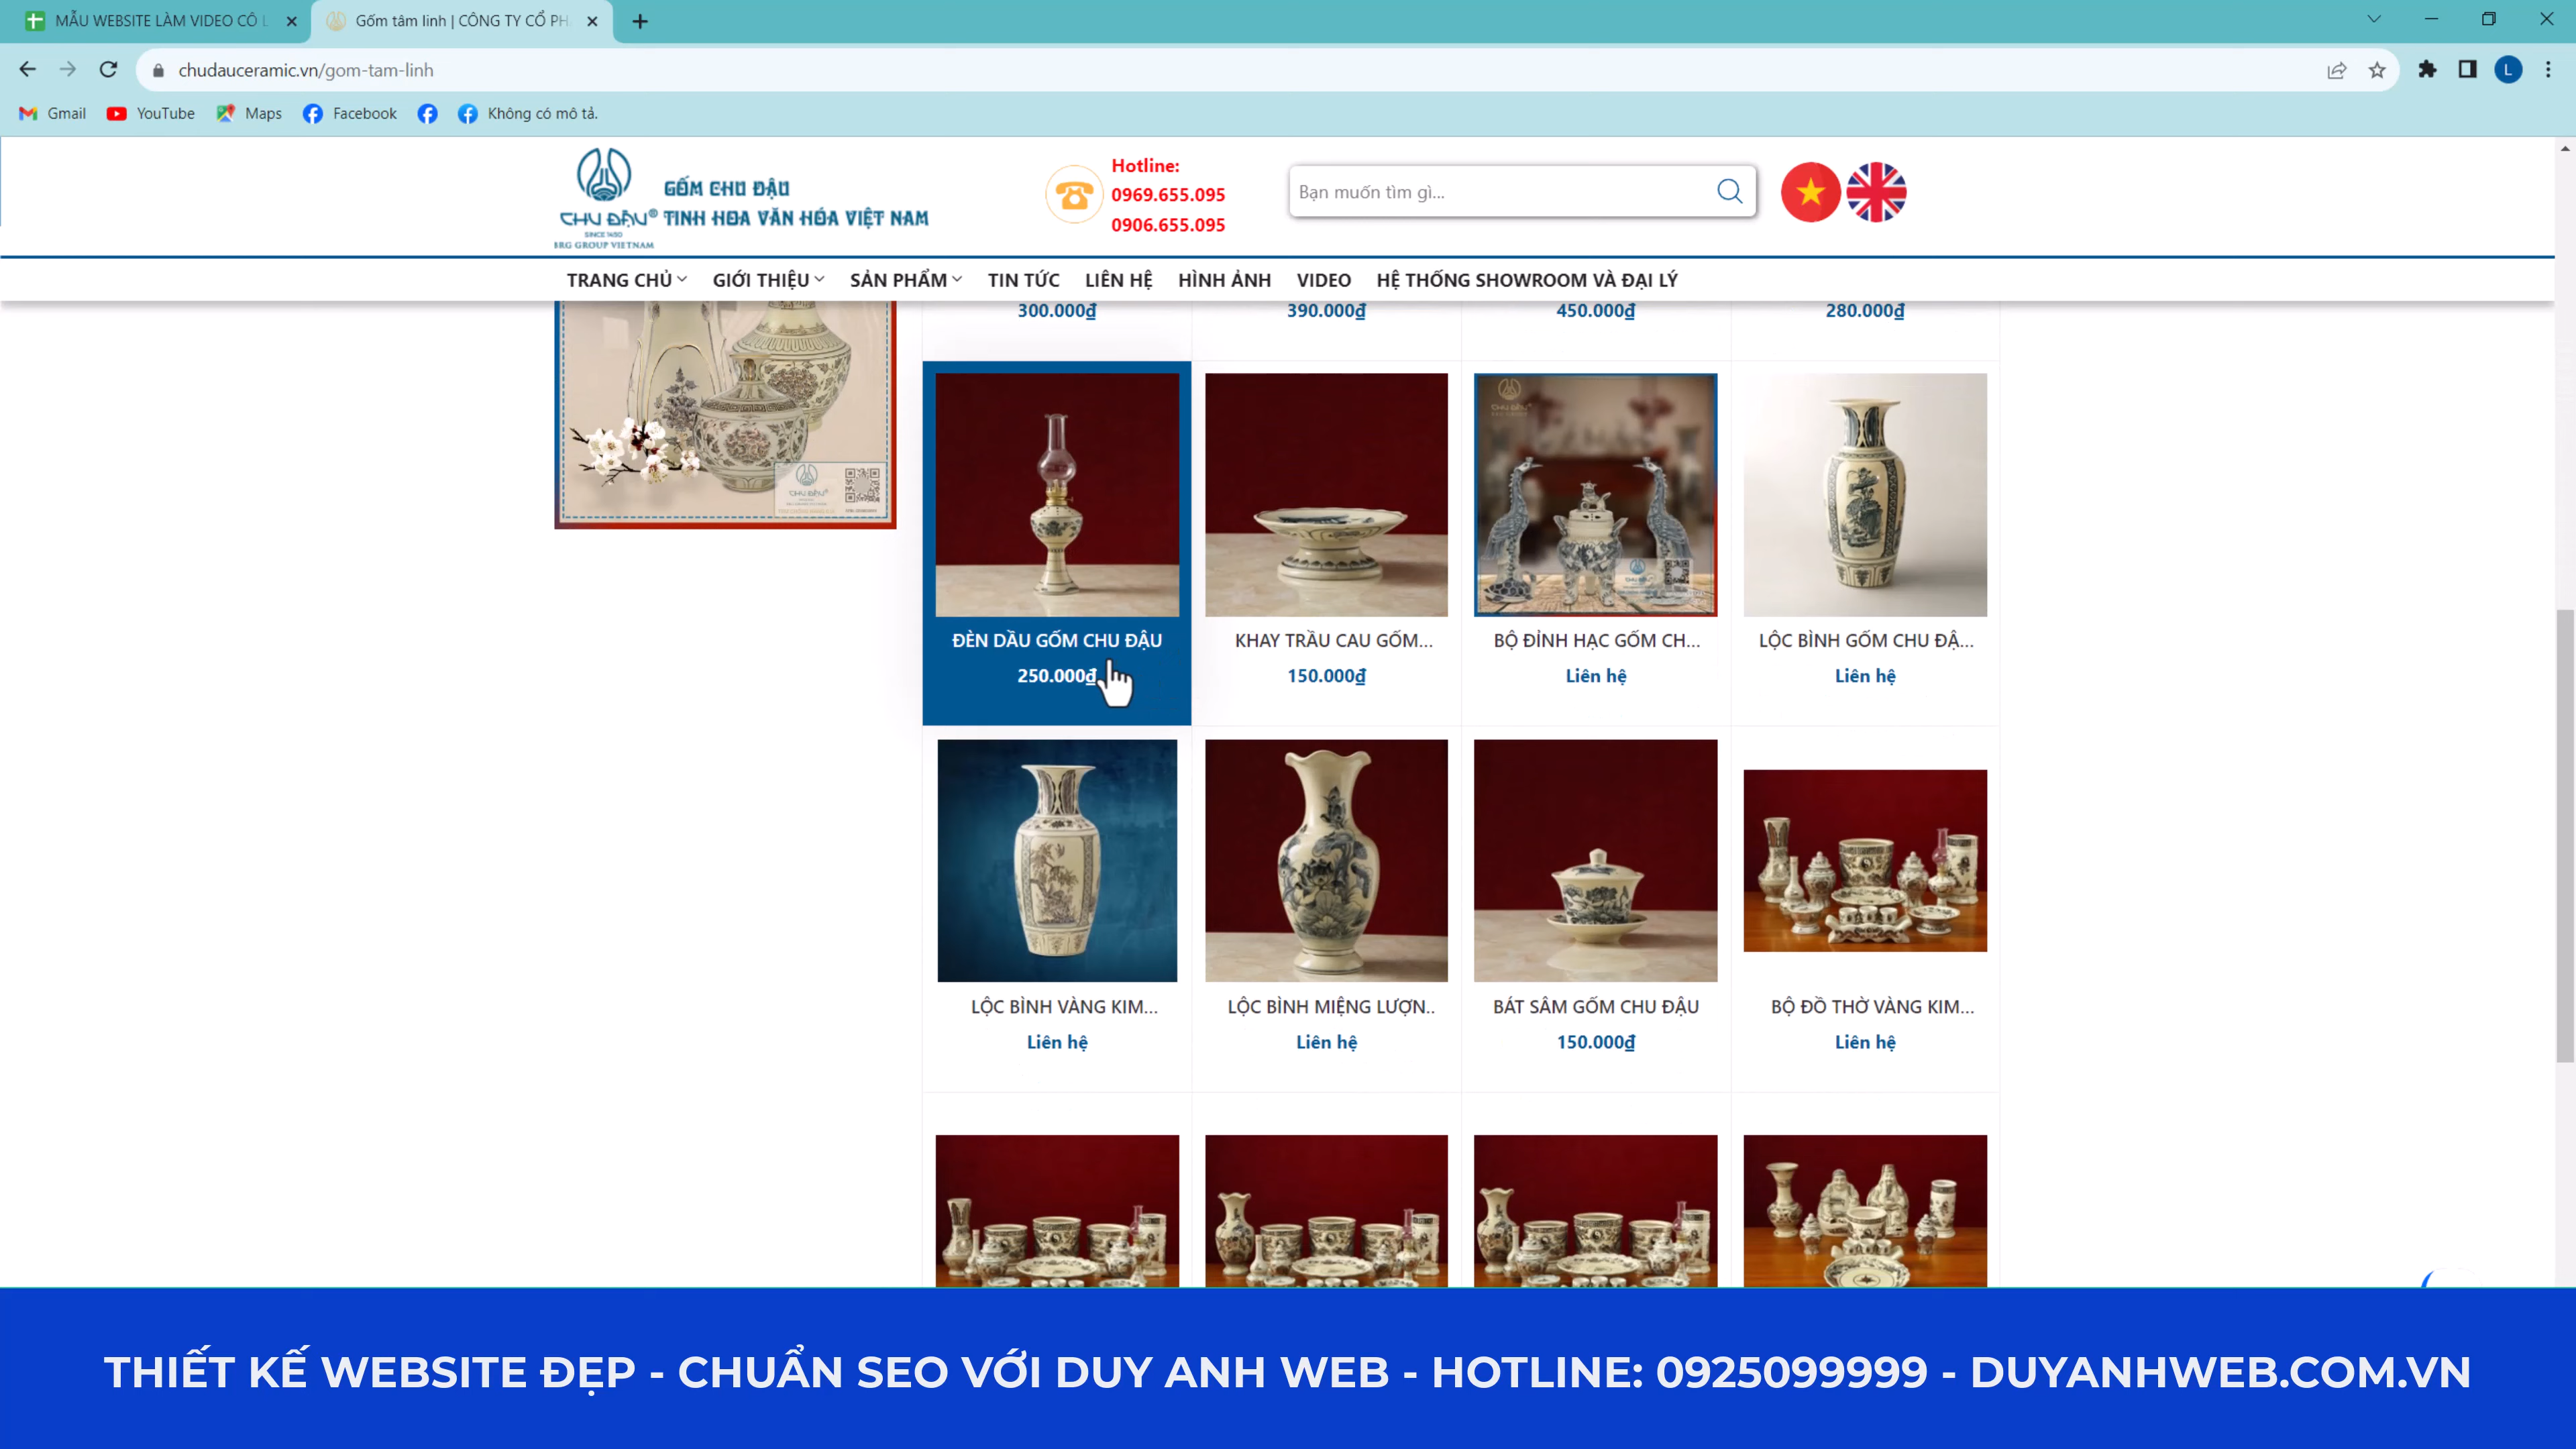 MẪU WEBSITE LÀM VIDEO CÔ L
Gốm tâm linh | CÔNG TY CỔ PH
chudauceramic.vn/gom-tam-linh
L
Gmail
YouTube
Maps
Facebook
Không có mô tả.
GỐM CHU ĐẬU
CHU ĐẬU® TINH HOA VĂN HÓA VIỆT NAM
SINCE 1450
BRG GROUP VIETNAM
Hotline:
0969.655.095
0906.655.095
Bạn muốn tìm gì...
TRANG CHỦ GIỚI THIỆU SẢN PHẨM TIN TỨC LIÊN HỆ HÌNH ẢNH VIDEO HỆ THỐNG SHOWROOM VÀ ĐẠI LÝ
300.000₫ 390.000₫ 450.000₫ 280.000₫
CHU ĐẬU®
ĐÈN DẦU GỐM CHU ĐẬU KHAY TRẦU CAU GỐM... BỘ ĐỈNH HẠC GỐM CH... LỘC BÌNH GỐM CHU ĐẬ...
250.000₫ 150.000₫ Liên hệ Liên hệ
LỘC BÌNH VÀNG KIM... LỘC BÌNH MIỆNG LƯỢN.. BÁT SÂM GỐM CHU ĐẬU BỘ ĐỒ THỜ VÀNG KIM...
Liên hệ Liên hệ 150.000₫ Liên hệ
THIẾT KẾ WEBSITE ĐẸP - CHUẨN SEO VỚI DUY ANH WEB - HOTLINE: 0925099999 - DUYANHWEB.COM.VN